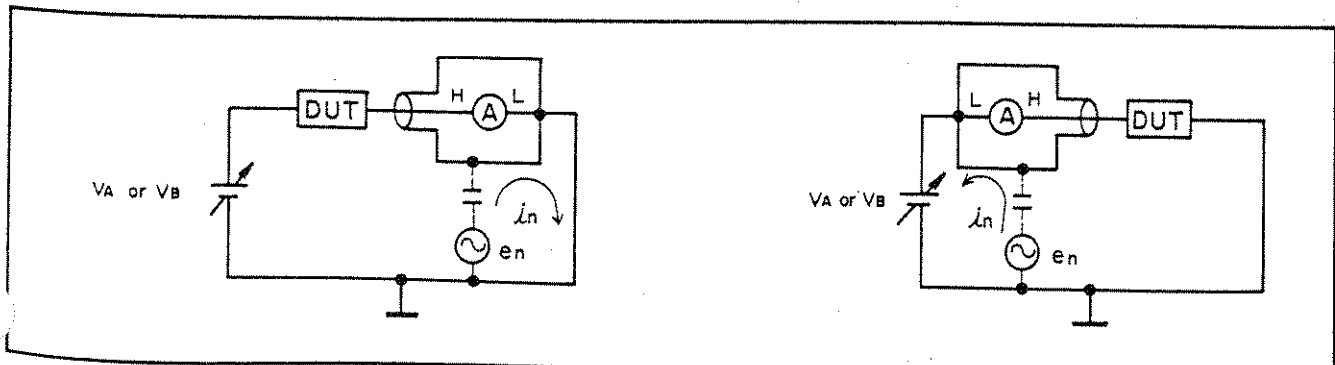 H L
DUT A
VA or VB
in
en
L H
A DUT
VA or VB
in
en